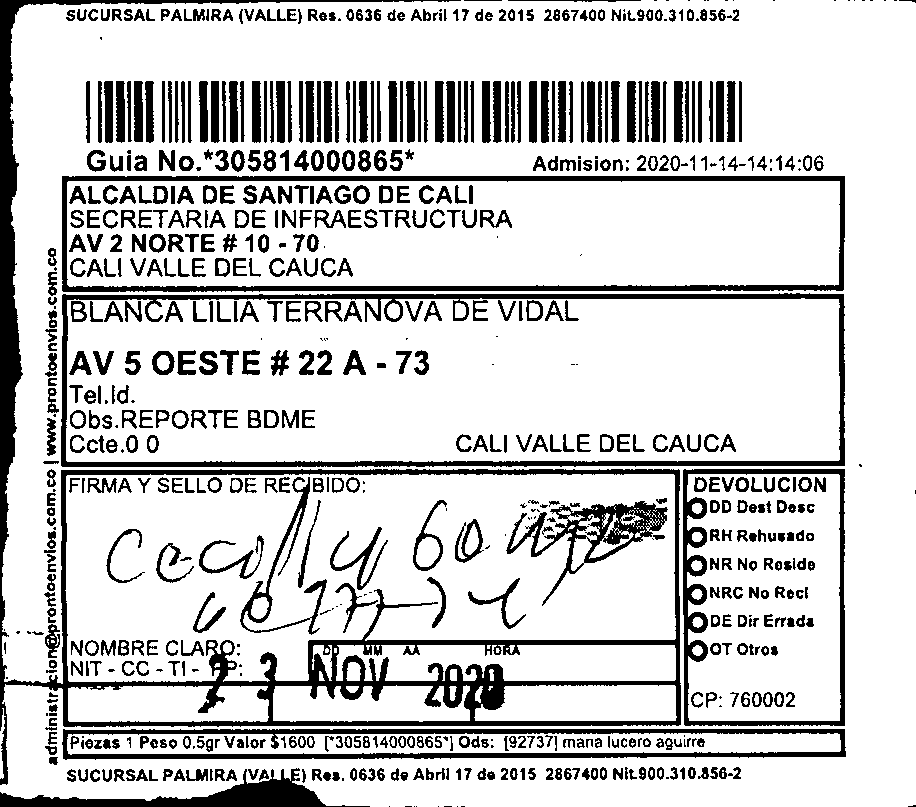 SUCURSAL PALMIRA (VALLE) Res. 0636 de Abril 17 de 2015 2867400 Nit.900.310.856-2
Guia No.*305814000865*
Admision: 2020-11-14-14:14:06
ALCALDIA DE SANTIAGO DE CALI
SECRETARIA DE INFRAESTRUCTURA
AV 2 NORTE # 10 - 70
CALI VALLE DEL CAUCA
BLANCA LILIA TERRANOVA DE VIDAL
AV 5 OESTE # 22 A - 73
Tel.Id.
Obs.REPORTE BDME
Ccte.0 0
CALI VALLE DEL CAUCA
administracion@prontoenvios.com.co | www.prontoenvios.com.co
FIRMA Y SELLO DE RECIBIDO:
NOMBRE CLARO:
NIT - CC - TI - PP:
DD MM AA HORA
23 NOV 2020
DEVOLUCION
DD Dest Desc
RH Rehusado
NR No Reside
NRC No Recl
DE Dir Errada
OT Otros
CP: 760002
Piezas 1 Peso 0.5gr Valor $1600 [*305814000865*] Ods: [92737] maria lucero aguirre
SUCURSAL PALMIRA (VALLE) Res. 0636 de Abril 17 de 2015 2867400 Nit.900.310.856-2